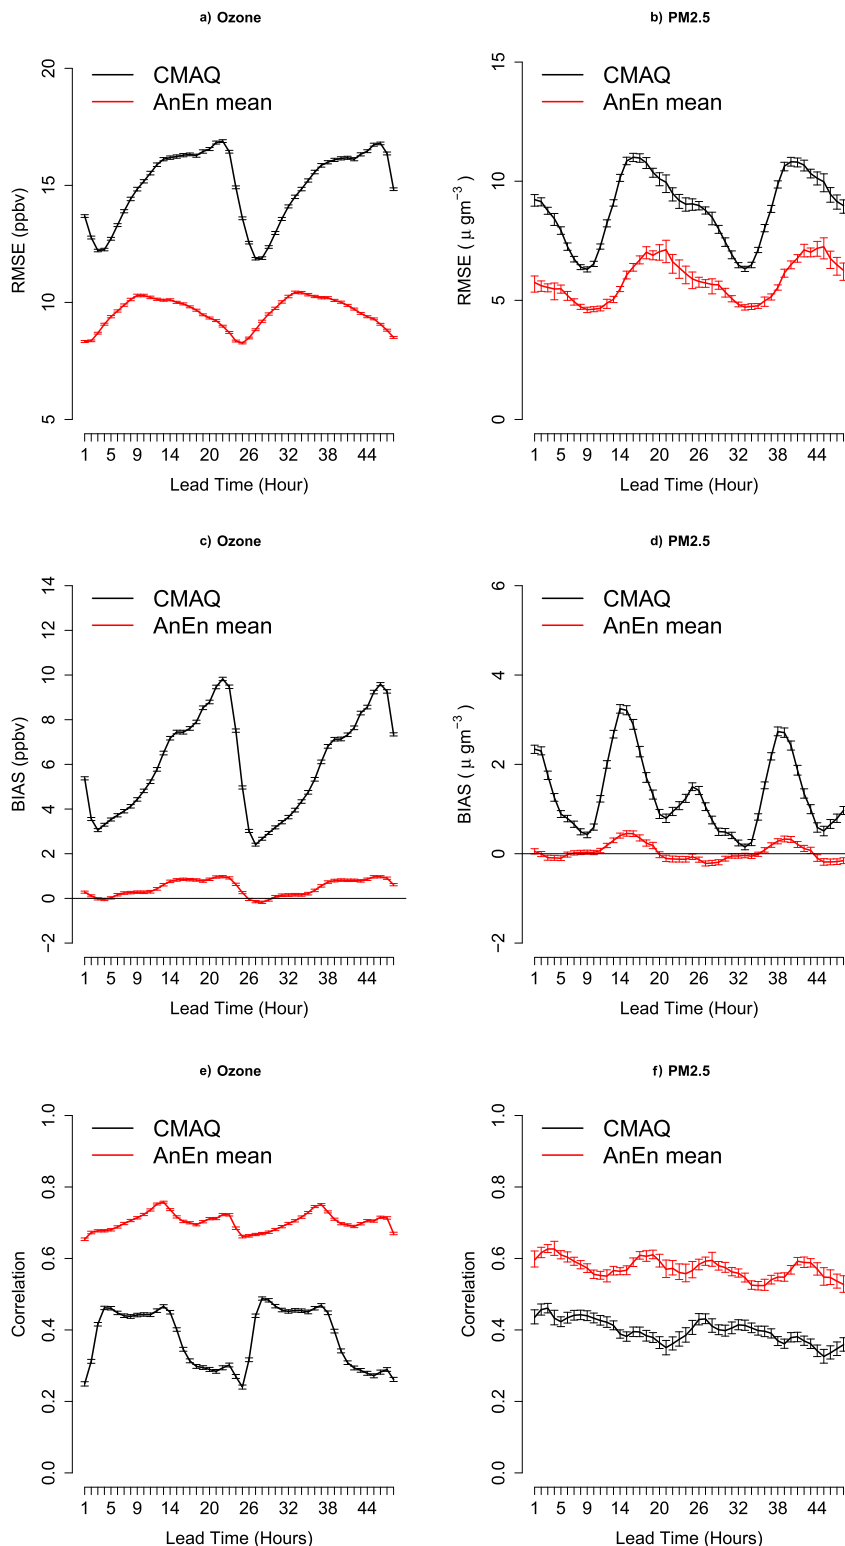 a) Ozone
CMAQ
AnEn mean
RMSE (ppbv)
20
15
10
5
1 5 9 14 20 26 32 38 44
Lead Time (Hour)
b) PM2.5
CMAQ
AnEn mean
RMSE ( μ gm⁻³ )
15
10
5
0
1 5 9 14 20 26 32 38 44
Lead Time (Hour)
c) Ozone
CMAQ
AnEn mean
BIAS (ppbv)
14
12
10
8
6
4
2
0
−2
1 5 9 14 20 26 32 38 44
Lead Time (Hour)
d) PM2.5
CMAQ
AnEn mean
BIAS ( μ gm⁻³ )
6
4
2
0
−2
1 5 9 14 20 26 32 38 44
Lead Time (Hour)
e) Ozone
CMAQ
AnEn mean
Correlation
1.0
0.8
0.6
0.4
0.2
0.0
1 5 9 14 20 26 32 38 44
Lead Time (Hours)
f) PM2.5
CMAQ
AnEn mean
Correlation
1.0
0.8
0.6
0.4
0.2
0.0
1 5 9 14 20 26 32 38 44
Lead Time (Hours)